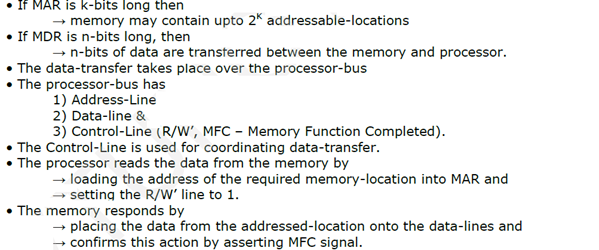 • If MAR is k-bits long then
→ memory may contain upto 2ᴷ addressable-locations
• If MDR is n-bits long, then
→ n-bits of data are transferred between the memory and processor.
• The data-transfer takes place over the processor-bus
• The processor-bus has
1) Address-Line
2) Data-line &
3) Control-Line (R/W′, MFC – Memory Function Completed).
• The Control-Line is used for coordinating data-transfer.
• The processor reads the data from the memory by
→ loading the address of the required memory-location into MAR and
→ setting the R/W′ line to 1.
• The memory responds by
→ placing the data from the addressed-location onto the data-lines and
→ confirms this action by asserting MFC signal.